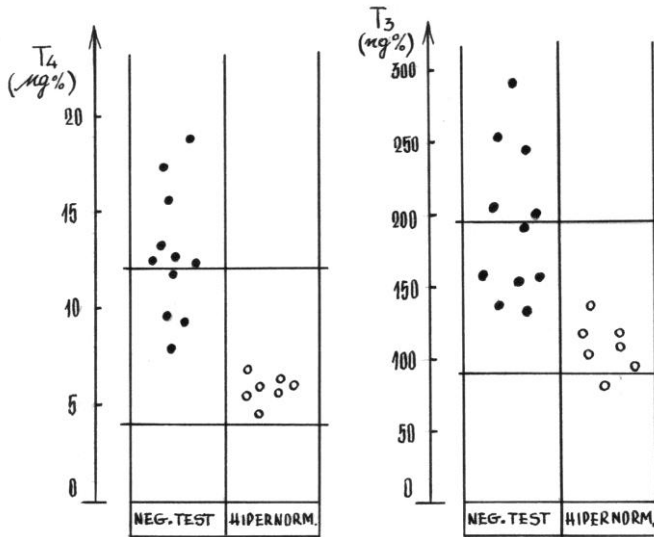 T4
(µg%)
20
15
10
5
0
NEG. TEST
HIPERNORM.
T3
(ng%)
300
250
200
150
100
50
0
NEG. TEST
HIPERNORM.